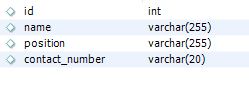 id int
name varchar(255)
position varchar(255)
contact_number varchar(20)